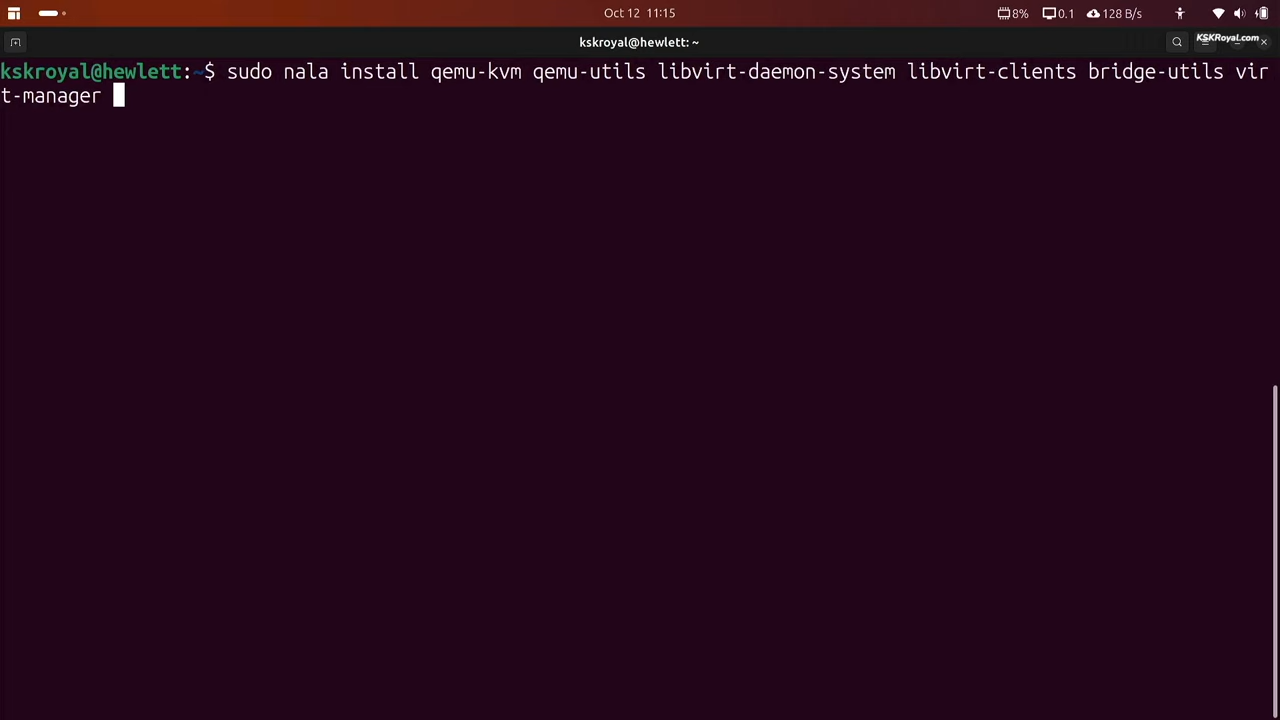 Oct 12 11:15
8%
0.1
128 B/s
kskroyal@hewlett: ~
KSKRoyal.com
kskroyal@hewlett:~$ sudo nala install qemu-kvm qemu-utils libvirt-daemon-system libvirt-clients bridge-utils vir
t-manager